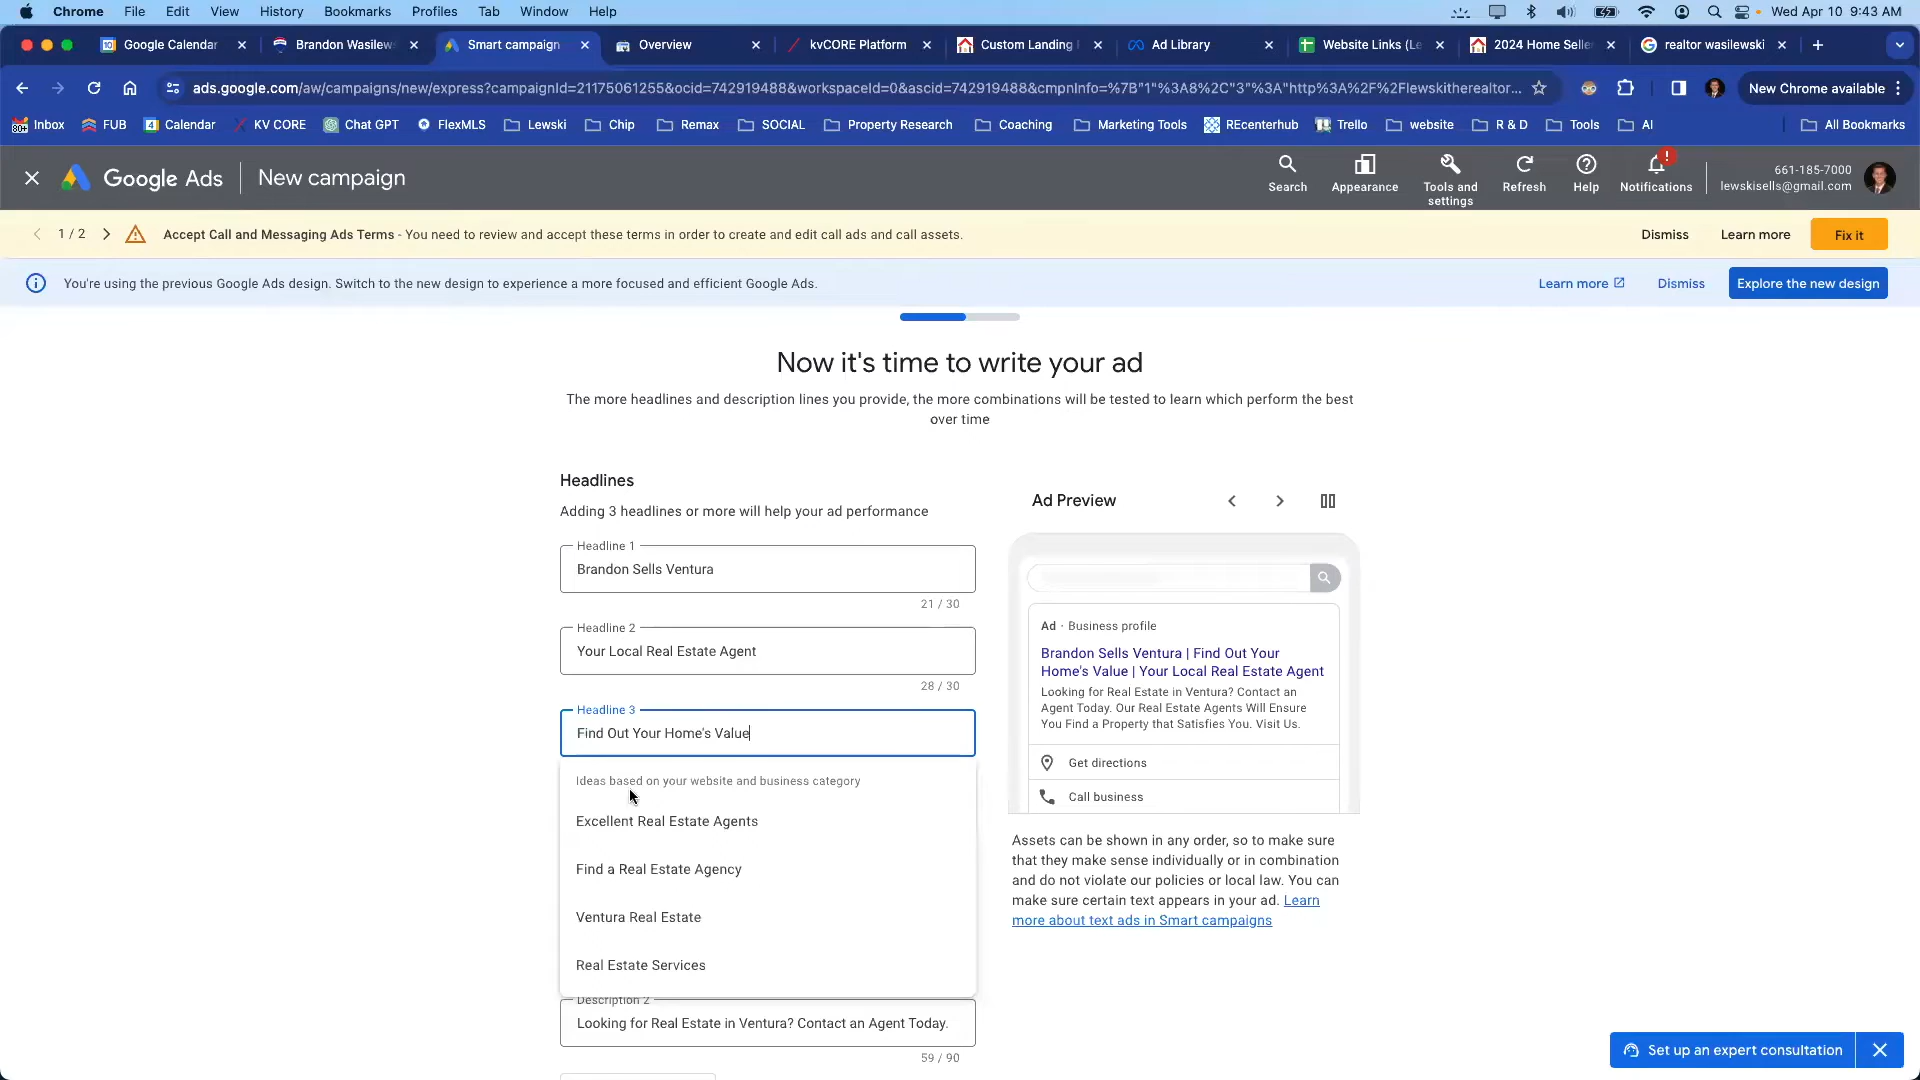 Chrome File Edit View History Bookmarks Profiles Tab Window Help Wed Apr 10 9:43 AM
10 Google Calendar Brandon Wasilews Smart campaign Overview kvCORE Platform Custom Landing Ad Library Website Links (Le 2024 Home Selle realtor wasilewski
ads.google.com/aw/campaigns/new/express?campaignId=21175061255&ocid=742919488&workspaceId=0&ascid=742919488&cmpnInfo=%7B"1"%3A8%2C"3"%3A"http%3A%2F%2Flewskitherealtor... New Chrome available
80+ Inbox FUB 4 Calendar KV CORE Chat GPT FlexMLS Lewski Chip Remax SOCIAL Property Research Coaching Marketing Tools REcenterhub Trello website R & D Tools AI All Bookmarks
Google Ads New campaign
Search Appearance Tools and settings Refresh Help Notifications
!
661-185-7000
lewskisells@gmail.com
1 / 2 Accept Call and Messaging Ads Terms - You need to review and accept these terms in order to create and edit call ads and call assets. Dismiss Learn more Fix it
You're using the previous Google Ads design. Switch to the new design to experience a more focused and efficient Google Ads. Learn more Dismiss Explore the new design
Now it's time to write your ad
The more headlines and description lines you provide, the more combinations will be tested to learn which perform the best
over time
Headlines
Adding 3 headlines or more will help your ad performance
Headline 1
Brandon Sells Ventura
21 / 30
Headline 2
Your Local Real Estate Agent
28 / 30
Headline 3
Find Out Your Home's Value
Ideas based on your website and business category
Excellent Real Estate Agents
Find a Real Estate Agency
Ventura Real Estate
Real Estate Services
Description 2
Looking for Real Estate in Ventura? Contact an Agent Today.
59 / 90
Ad Preview
Ad · Business profile
Brandon Sells Ventura | Find Out Your
Home's Value | Your Local Real Estate Agent
Looking for Real Estate in Ventura? Contact an
Agent Today. Our Real Estate Agents Will Ensure
You Find a Property that Satisfies You. Visit Us.
Get directions
Call business
Assets can be shown in any order, so to make sure
that they make sense individually or in combination
and do not violate our policies or local law. You can
make sure certain text appears in your ad. Learn
more about text ads in Smart campaigns
Set up an expert consultation